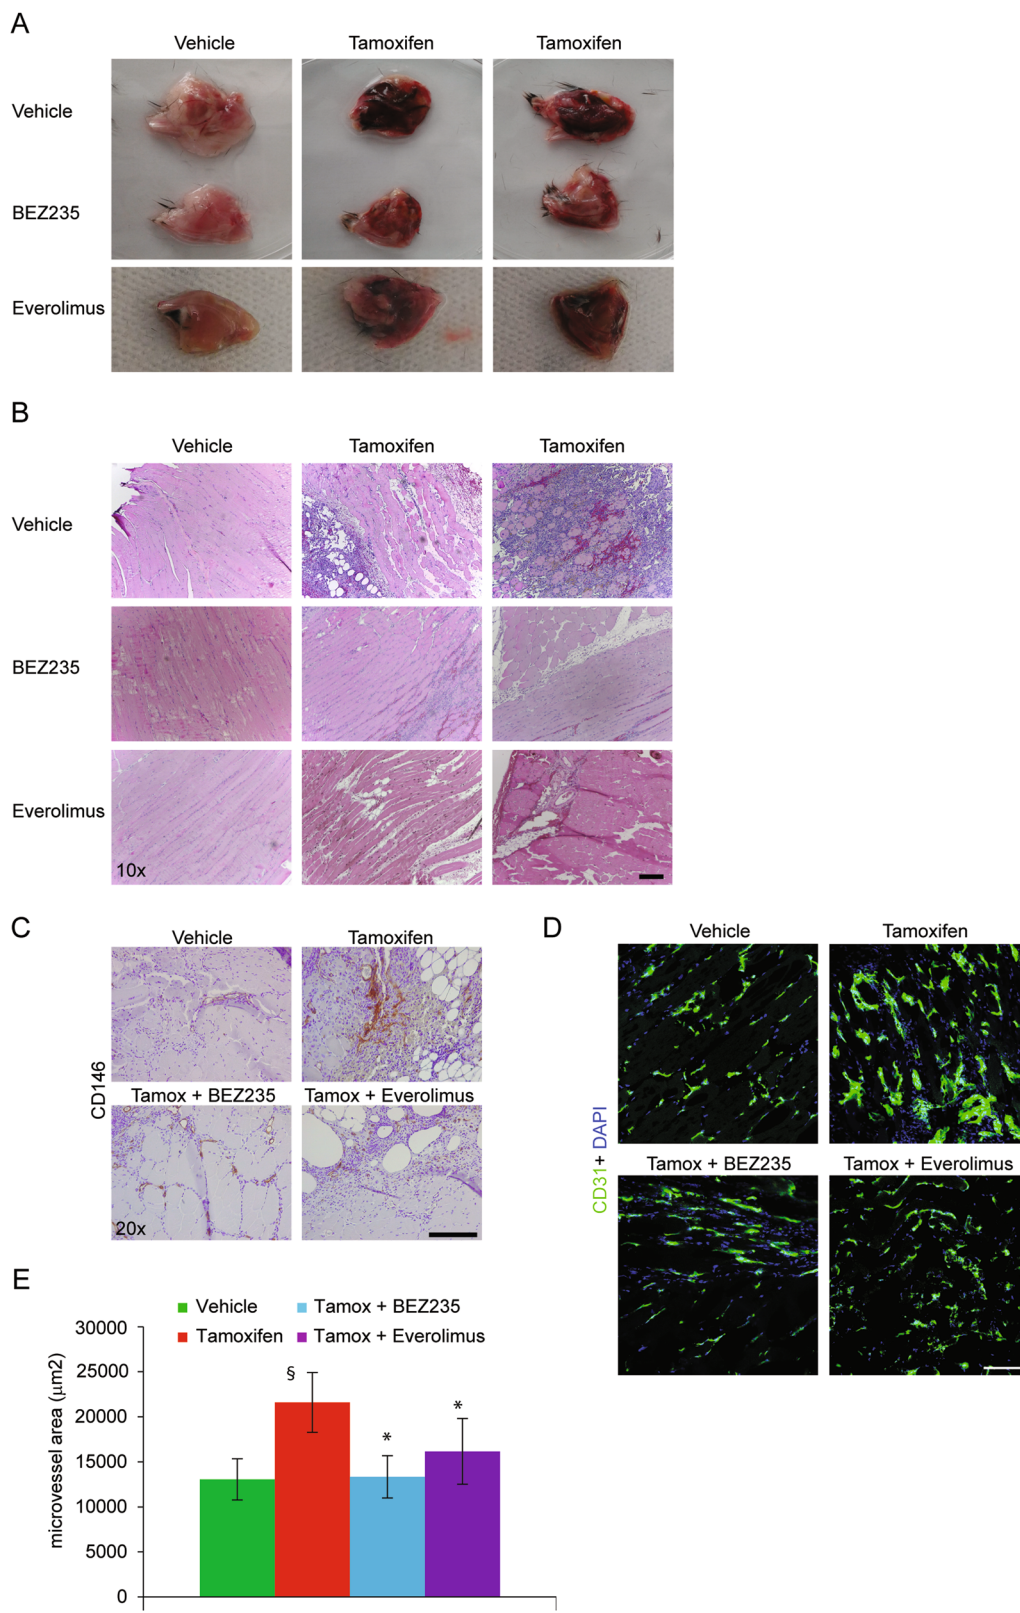 A
Vehicle Tamoxifen Tamoxifen
Vehicle
BEZ235
Everolimus
B
Vehicle Tamoxifen Tamoxifen
Vehicle
BEZ235
Everolimus
10x
C
Vehicle Tamoxifen
CD146
Tamox + BEZ235 Tamox + Everolimus
20x
D
Vehicle Tamoxifen
CD31+ DAPI
Tamox + BEZ235 Tamox + Everolimus
E
Vehicle Tamox + BEZ235
Tamoxifen Tamox + Everolimus
microvessel area (μm2)
30000
25000
20000
15000
10000
5000
0
§
*
*